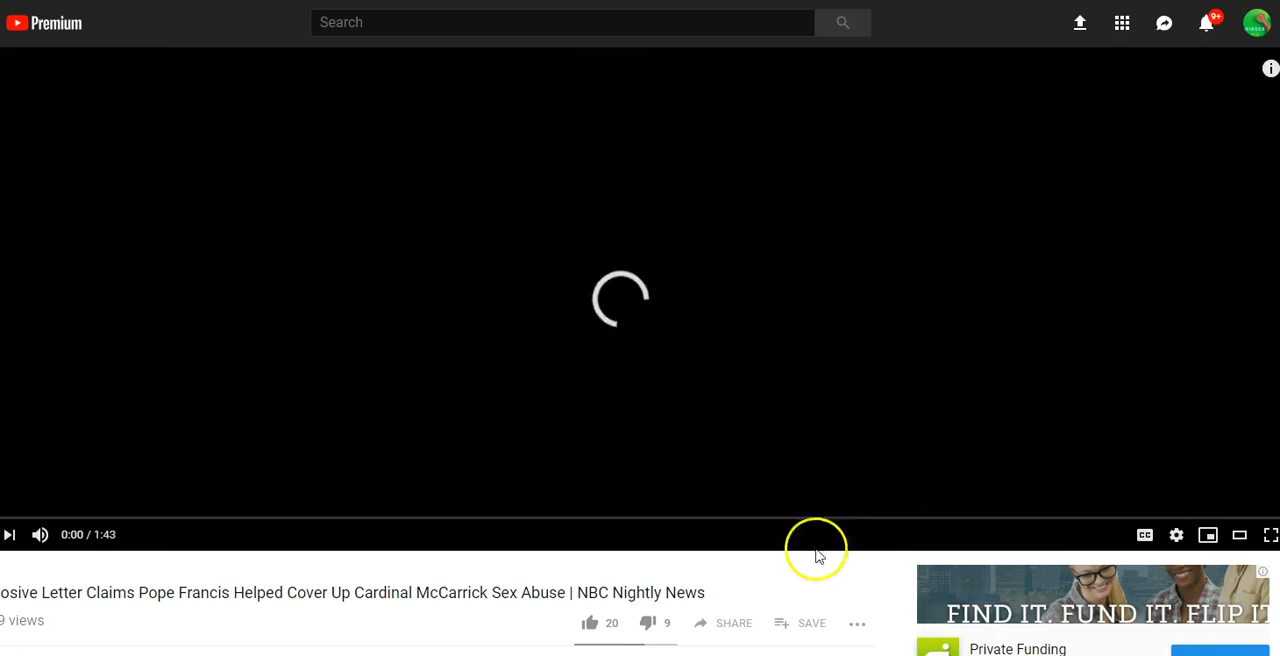 Premium
Search
9+
0:00 / 1:43
CC
osive Letter Claims Pope Francis Helped Cover Up Cardinal McCarrick Sex Abuse | NBC Nightly News
9 views
20
9
SHARE
SAVE
FIND IT. FUND IT. FLIP IT
Private Funding